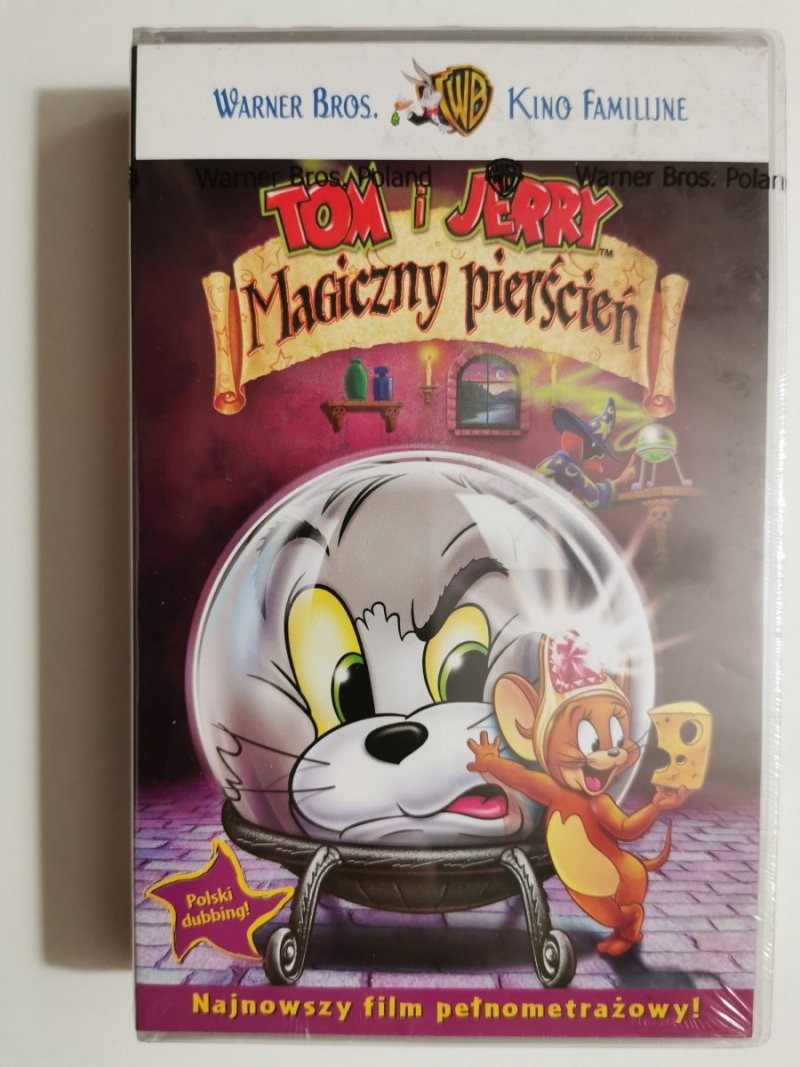 WARNER BROS. WB KINO FAMILIJNE
Warner Bros. Poland Warner Bros. Polan
TOM i JERRY™
Magiczny pierścień
Polski
dubbing!
Najnowszy film pełnometrażowy!